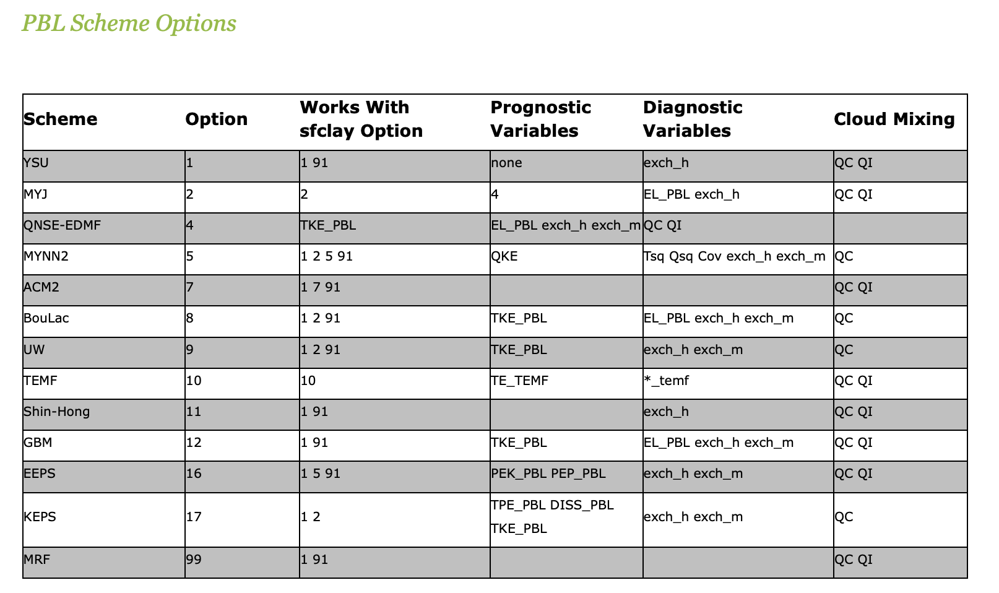 PBL Scheme Options
Scheme Option Works With sfclay Option Prognostic Variables Diagnostic Variables Cloud Mixing
YSU 1 1 91 none exch_h QC QI
MYJ 2 2 4 EL_PBL exch_h QC QI
QNSE-EDMF 4 TKE_PBL EL_PBL exch_h exch_m QC QI
MYNN2 5 1 2 5 91 QKE Tsq Qsq Cov exch_h exch_m QC
ACM2 7 1 7 91 QC QI
BouLac 8 1 2 91 TKE_PBL EL_PBL exch_h exch_m QC
UW 9 1 2 91 TKE_PBL exch_h exch_m QC
TEMF 10 10 TE_TEMF *_temf QC QI
Shin-Hong 11 1 91 exch_h QC QI
GBM 12 1 91 TKE_PBL EL_PBL exch_h exch_m QC QI
EEPS 16 1 5 91 PEK_PBL PEP_PBL exch_h exch_m QC QI
KEPS 17 1 2 TPE_PBL DISS_PBL TKE_PBL exch_h exch_m QC
MRF 99 1 91 QC QI